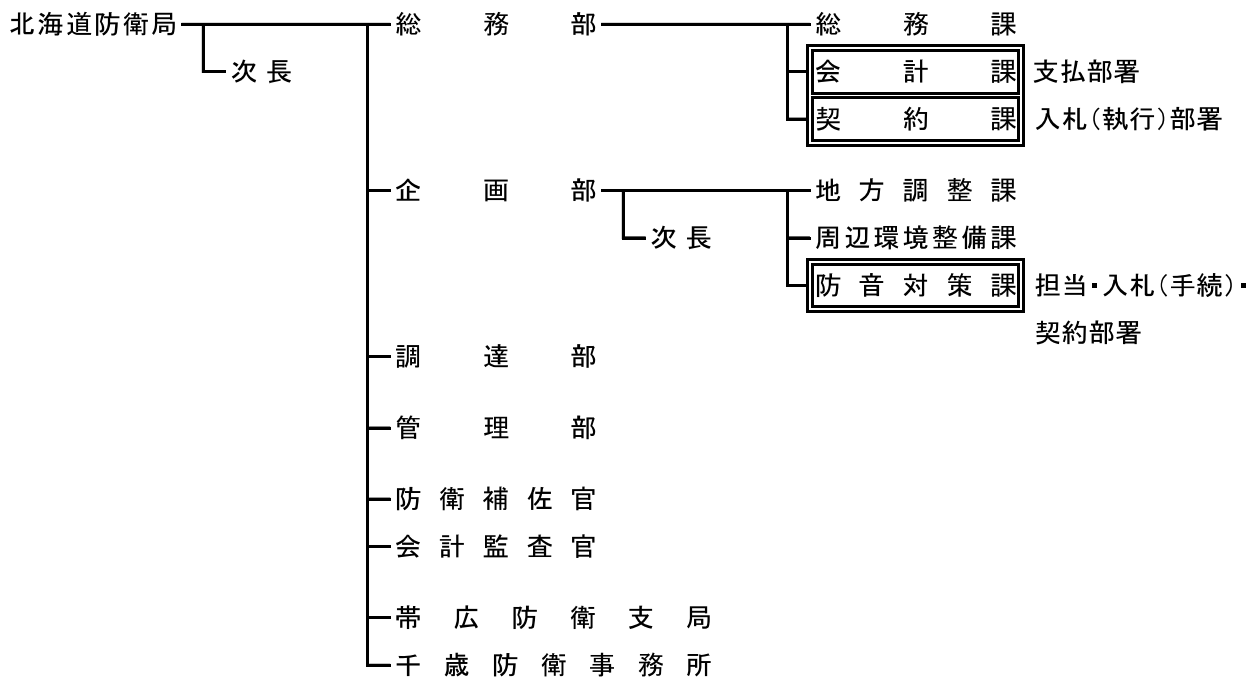 北海道防衛局 総務部 総務課
次長 会計課 支払部署
契約課 入札(執行)部署
企画部 地方調整課
次長 周辺環境整備課
防音対策課 担当・入札(手続)・
契約部署
調達部
管理部
防衛補佐官
会計監査官
帯広防衛支局
千歳防衛事務所